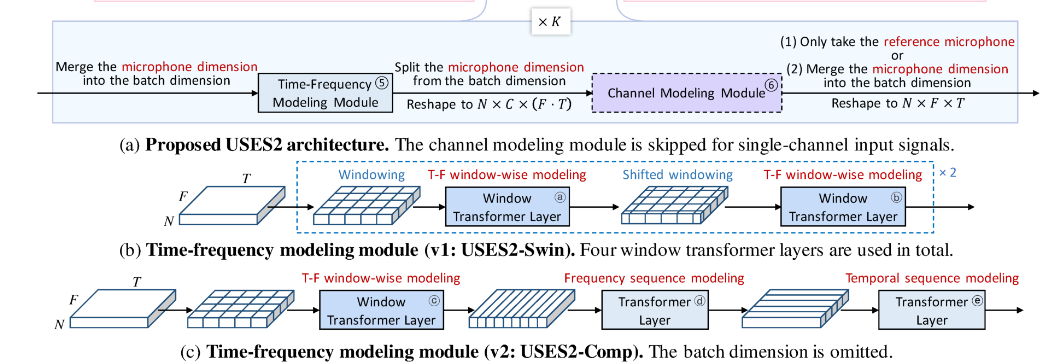 × K
Merge the microphone dimension
into the batch dimension
Time-Frequency ⑤
Modeling Module
Split the microphone dimension
from the batch dimension
Reshape to N × C × (F · T)
Channel Modeling Module ⑥
(1) Only take the reference microphone
or
(2) Merge the microphone dimension
into the batch dimension
Reshape to N × F × T
(a) Proposed USES2 architecture. The channel modeling module is skipped for single-channel input signals.
T
F
N
Windowing
T-F window-wise modeling
Window ⓐ
Transformer Layer
Shifted windowing
T-F window-wise modeling
Window ⓑ
Transformer Layer
× 2
(b) Time-frequency modeling module (v1: USES2-Swin). Four window transformer layers are used in total.
T
F
N
T-F window-wise modeling
Window ⓒ
Transformer Layer
Frequency sequence modeling
Transformer ⓓ
Layer
Temporal sequence modeling
Transformer ⓔ
Layer
(c) Time-frequency modeling module (v2: USES2-Comp). The batch dimension is omitted.